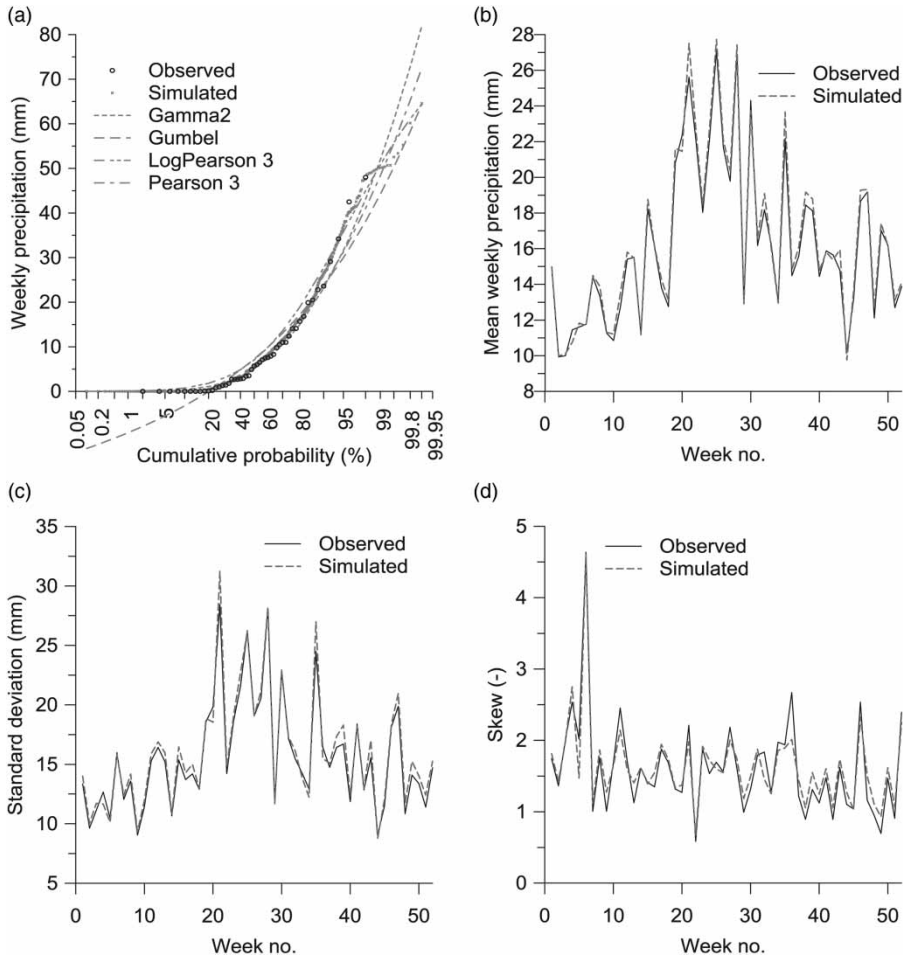 (a)
80
70
60
50
40
30
20
10
0
Weekly precipitation (mm)
Observed
Simulated
Gamma2
Gumbel
LogPearson 3
Pearson 3
0.05
0.2
1
5
20
40
60
80
95
99
99.8
99.95
Cumulative probability (%)
(b)
28
26
24
22
20
18
16
14
12
10
8
Mean weekly precipitation (mm)
Observed
Simulated
0 10 20 30 40 50
Week no.
(c)
35
30
25
20
15
10
5
Standard deviation (mm)
Observed
Simulated
0 10 20 30 40 50
Week no.
(d)
5
4
3
2
1
0
Skew (-)
Observed
Simulated
0 10 20 30 40 50
Week no.